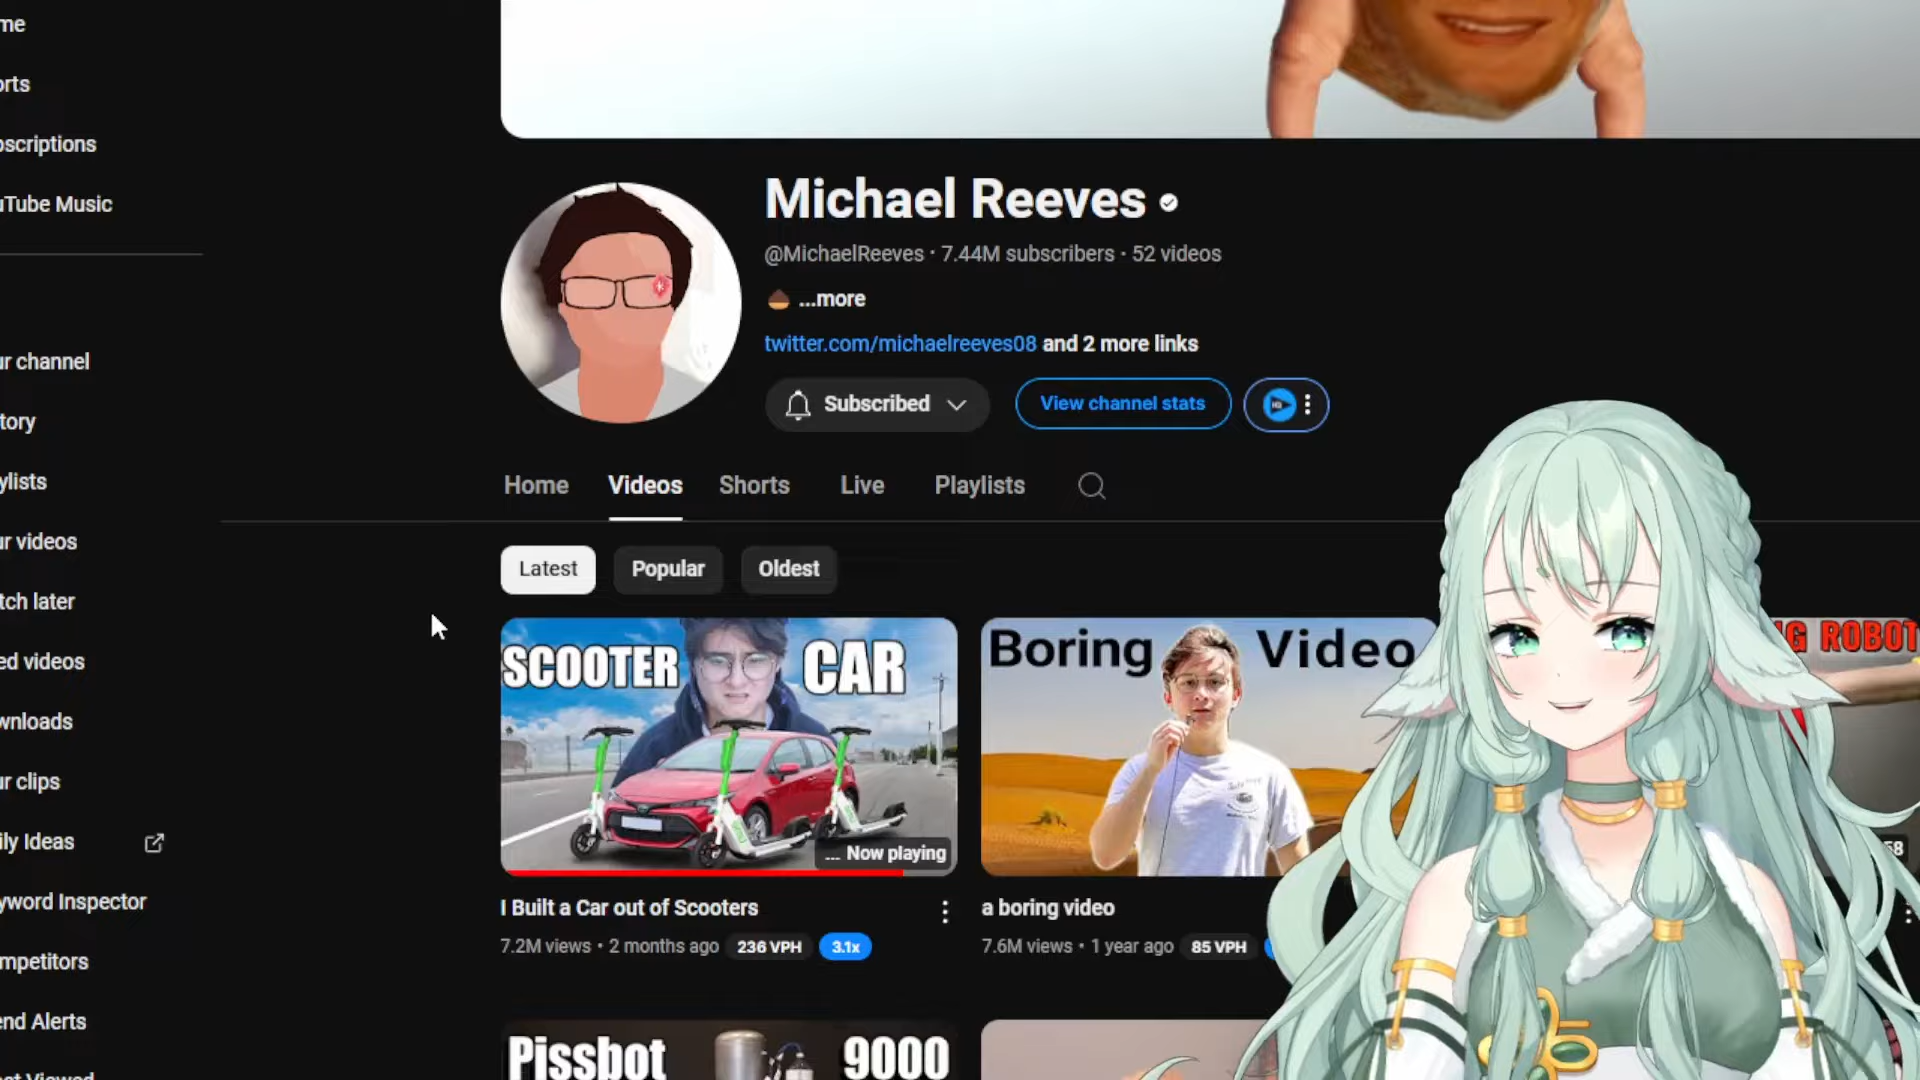 me
orts
bscriptions
uTube Music
ur channel
tory
ylists
ur videos
tch later
ed videos
wnloads
ur clips
ily Ideas
yword Inspector
mpetitors
end Alerts
Michael Reeves
@MichaelReeves · 7.44M subscribers · 52 videos
...more
twitter.com/michaelreeves08 and 2 more links
Subscribed
View channel stats
Home Videos Shorts Live Playlists
Latest Popular Oldest
SCOOTER CAR
... Now playing
I Built a Car out of Scooters
7.2M views · 2 months ago 236 VPH 3.1x
Boring Video
a boring video
7.6M views · 1 year ago 85 VPH
G ROBOT
58
Pissbot 9000